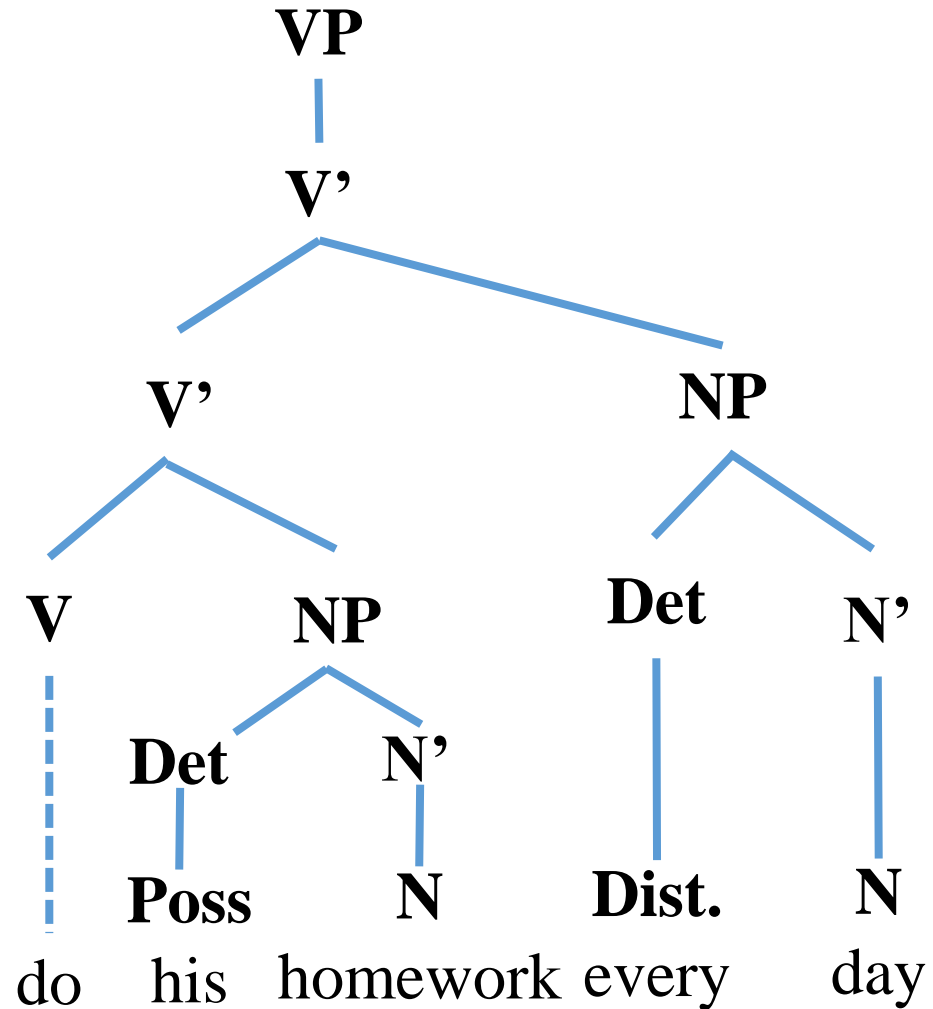 VP
V’
V’ NP
V NP Det N’
Det N’
Poss N Dist. N
do his homework every day